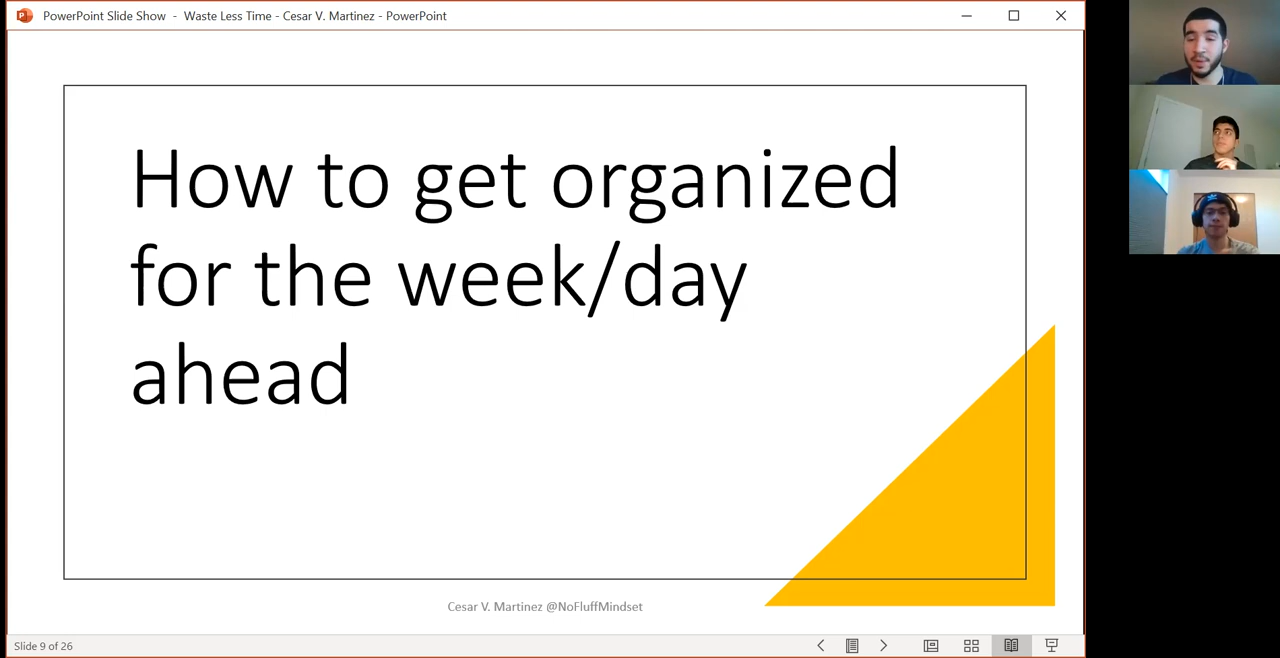 PowerPoint Slide Show - Waste Less Time - Cesar V. Martinez - PowerPoint
How to get organized
for the week/day
ahead
Cesar V. Martinez @NoFluffMindset
Slide 9 of 26